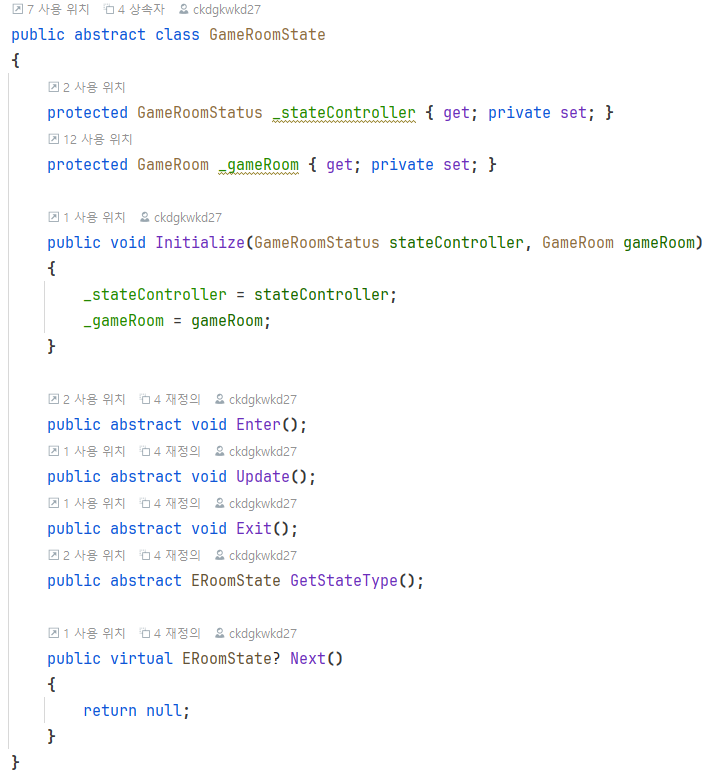 7 사용 위치 4 상속자 ckdgkwkd27
public abstract class GameRoomState
{
2 사용 위치
protected GameRoomStatus _stateController { get; private set; }
12 사용 위치
protected GameRoom _gameRoom { get; private set; }
1 사용 위치 ckdgkwkd27
public void Initialize(GameRoomStatus stateController, GameRoom gameRoom)
{
_stateController = stateController;
_gameRoom = gameRoom;
}
2 사용 위치 4 재정의 ckdgkwkd27
public abstract void Enter();
1 사용 위치 4 재정의 ckdgkwkd27
public abstract void Update();
1 사용 위치 4 재정의 ckdgkwkd27
public abstract void Exit();
2 사용 위치 4 재정의 ckdgkwkd27
public abstract ERoomState GetStateType();
1 사용 위치 4 재정의 ckdgkwkd27
public virtual ERoomState? Next()
{
return null;
}
}